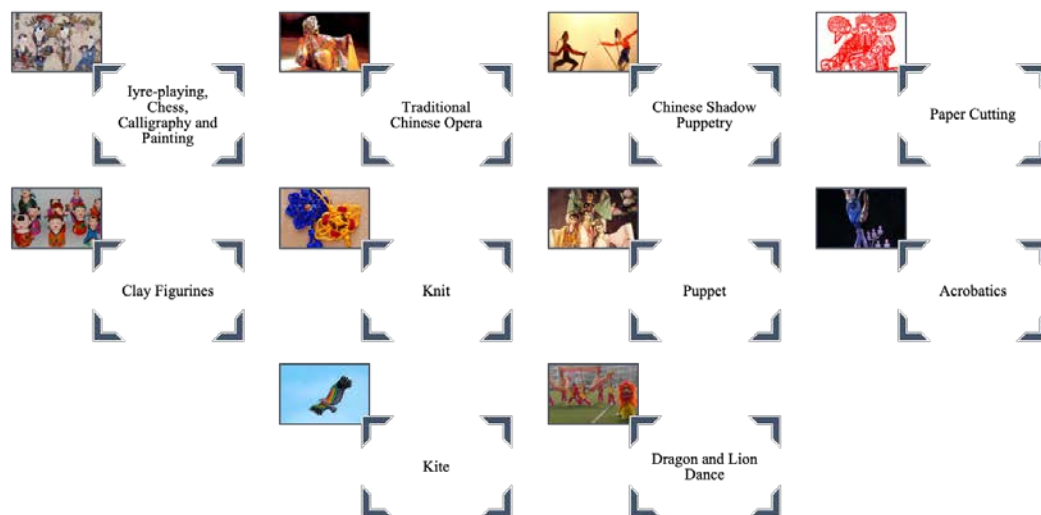 Iyre-playing,
Chess,
Calligraphy and
Painting
Traditional
Chinese Opera
Chinese Shadow
Puppetry
Paper Cutting
Clay Figurines
Knit
Puppet
Acrobatics
Kite
Dragon and Lion
Dance